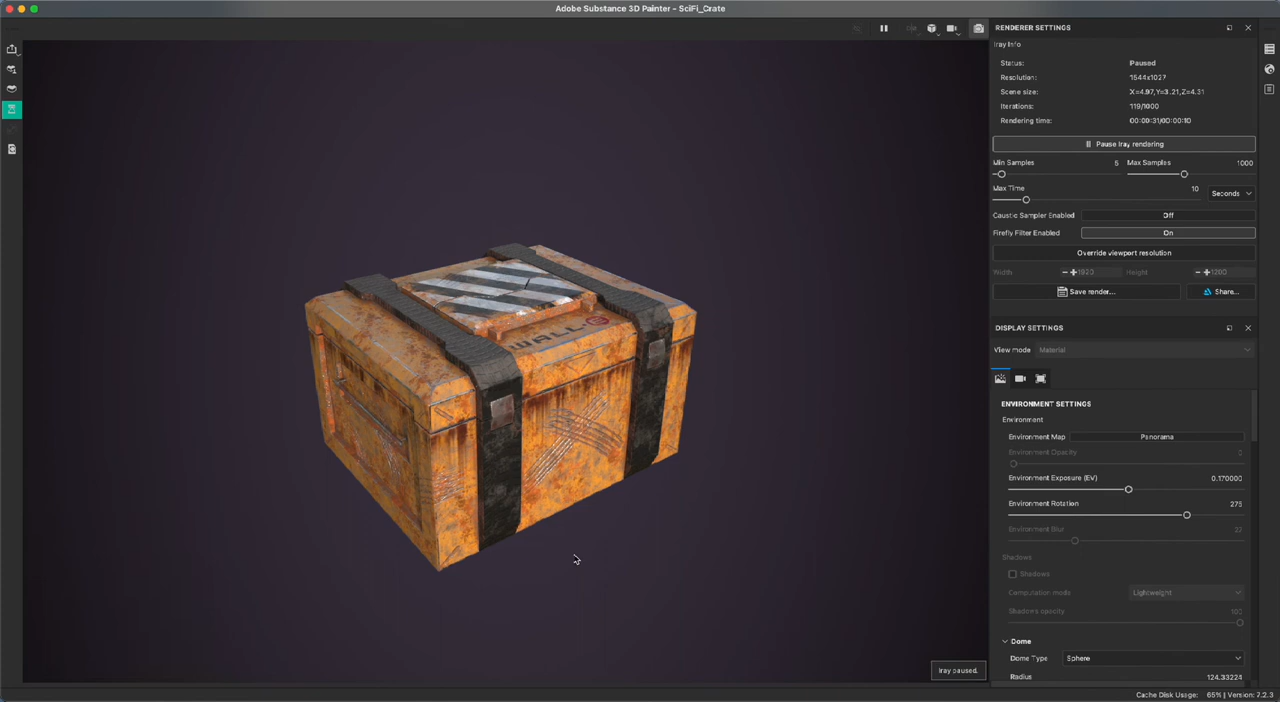 Adobe Substance 3D Painter - SciFi_Crate
RENDERER SETTINGS
Iray Info
Status: Paused
Resolution: 1544x1027
Scene size: X=4.97,Y=3.21,Z=4.31
Iterations: 119/1000
Rendering time: 00:00:31/00:00:10
Pause Iray rendering
Min Samples 5 Max Samples 1000
Max Time 10 Seconds
Caustic Sampler Enabled Off
Firefly Filter Enabled On
Override viewport resolution
Width 1920 Height 1200
Save render... Share...
DISPLAY SETTINGS
View mode Material
ENVIRONMENT SETTINGS
Environment
Environment Map Panorama
Environment Opacity 0
Environment Exposure (EV) 0.170000
Environment Rotation 275
Environment Blur 22
Shadows
Shadows
Computation mode Lightweight
Shadows opacity 100
Dome
Dome Type Sphere
Radius 124.33224
WALL-E
Iray paused.
Cache Disk Usage: 65% | Version: 7.2.3